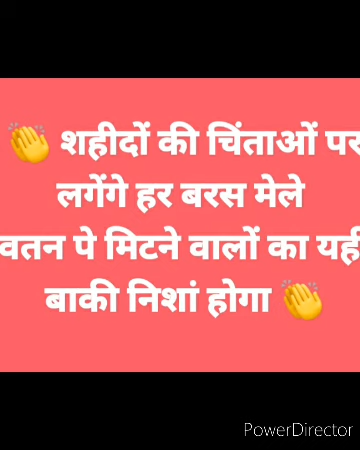 👏 शहीदों की चिंताओं पर
लगेंगे हर बरस मेले
वतन पे मिटने वालों का यही
बाकी निशां होगा 👏
PowerDirector